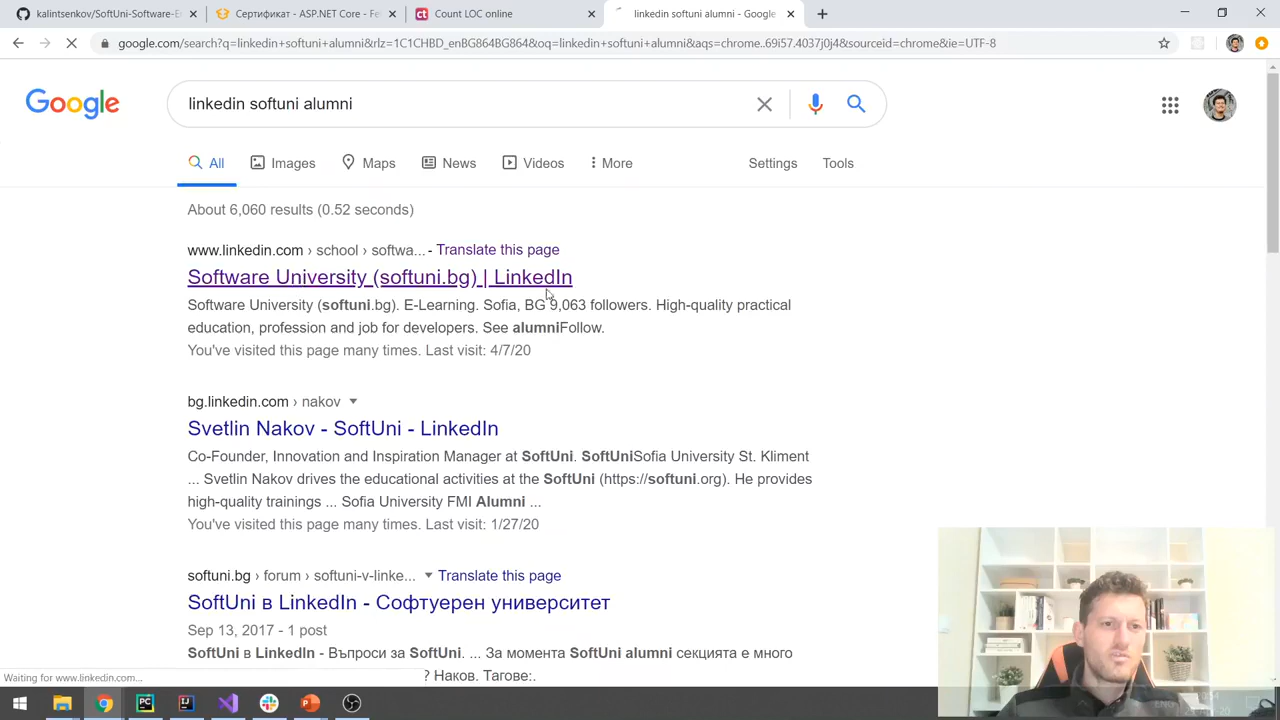 kalintsenkov/SoftUni-Software-E
Сертификат - ASP.NET Core - Fe
Count LOC online
linkedin softuni alumni - Google
google.com/search?q=linkedin+softuni+alumni&rlz=1C1CHBD_enBG864BG864&oq=linkedin+softuni+alumni&aqs=chrome..69i57.4037j0j4&sourceid=chrome&ie=UTF-8
Google
linkedin softuni alumni
All Images Maps News Videos More Settings Tools
About 6,060 results (0.52 seconds)
www.linkedin.com › school › softwa... - Translate this page
Software University (softuni.bg) | LinkedIn
Software University (softuni.bg). E-Learning. Sofia, BG 9,063 followers. High-quality practical
education, profession and job for developers. See alumniFollow.
You've visited this page many times. Last visit: 4/7/20
bg.linkedin.com › nakov
Svetlin Nakov - SoftUni - LinkedIn
Co-Founder, Innovation and Inspiration Manager at SoftUni. SoftUniSofia University St. Kliment
... Svetlin Nakov drives the educational activities at the SoftUni (https://softuni.org). He provides
high-quality trainings ... Sofia University FMI Alumni ...
You've visited this page many times. Last visit: 1/27/20
softuni.bg › forum › softuni-v-linke... Translate this page
SoftUni в LinkedIn - Софтуерен университет
Sep 13, 2017 - 1 post
SoftUni в LinkedIn - Въпроси за SoftUni. ... За момента SoftUni alumni секцията е много
? Наков. Тагове:.
Waiting for www.linkedin.com...